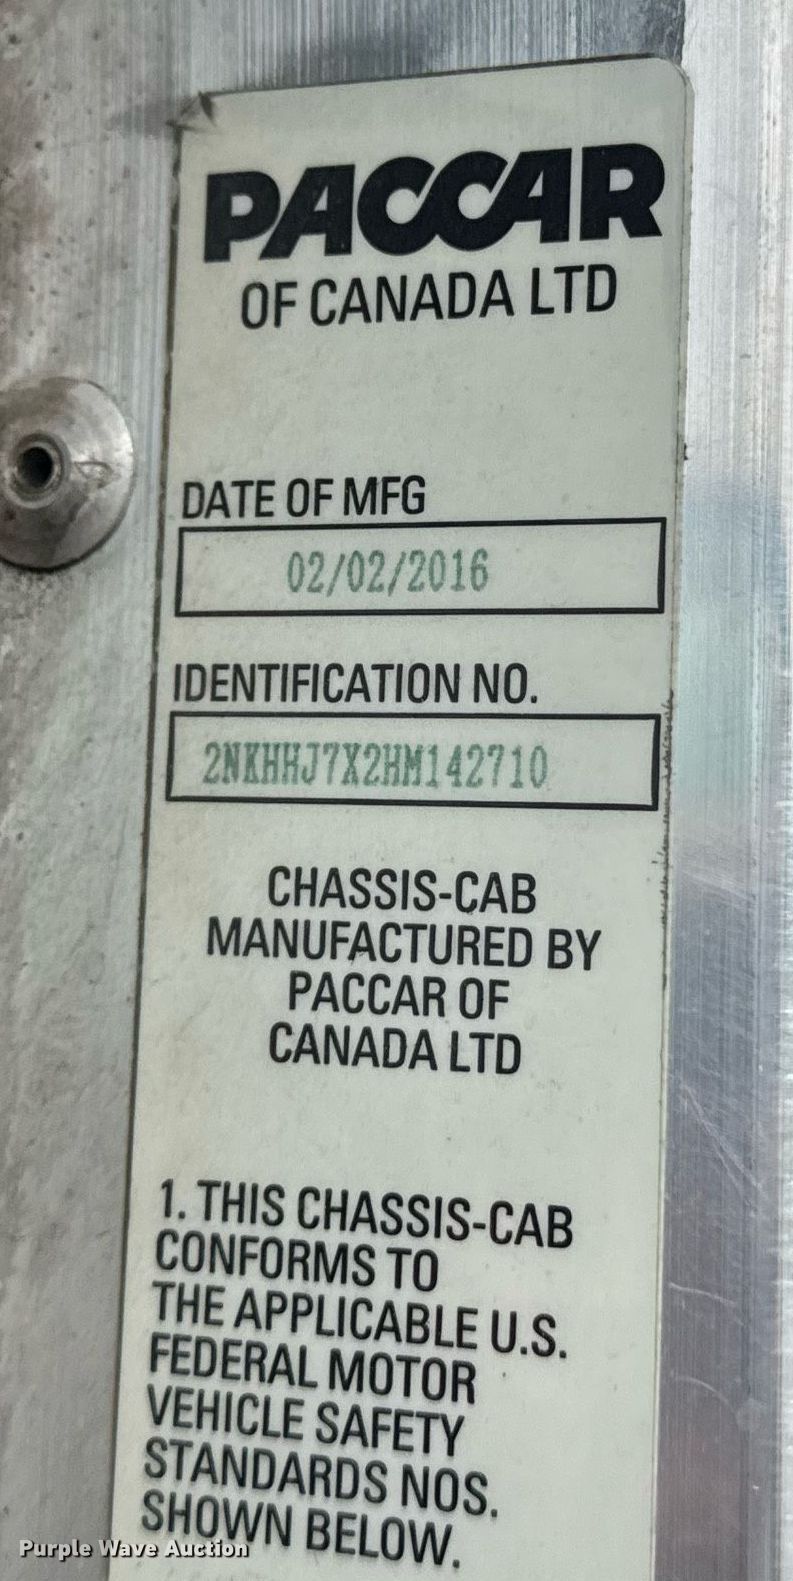 PACCAR
OF CANADA LTD
DATE OF MFG
02/02/2016
IDENTIFICATION NO.
2NKHHJ7X2HM142710
CHASSIS-CAB
MANUFACTURED BY
PACCAR OF
CANADA LTD
1. THIS CHASSIS-CAB
CONFORMS TO
THE APPLICABLE U.S.
FEDERAL MOTOR
VEHICLE SAFETY
STANDARDS NOS.
SHOWN BELOW.
Purple Wave Auction